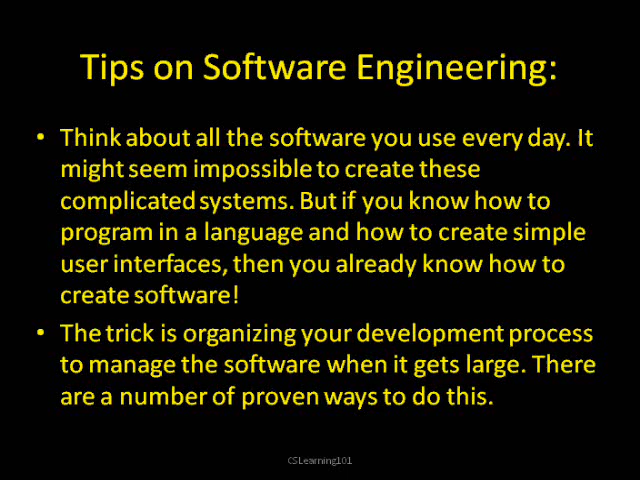 Tips on Software Engineering:
• Think about all the software you use every day. It
might seem impossible to create these
complicated systems. But if you know how to
program in a language and how to create simple
user interfaces, then you already know how to
create software!
• The trick is organizing your development process
to manage the software when it gets large. There
are a number of proven ways to do this.
CSLearning101